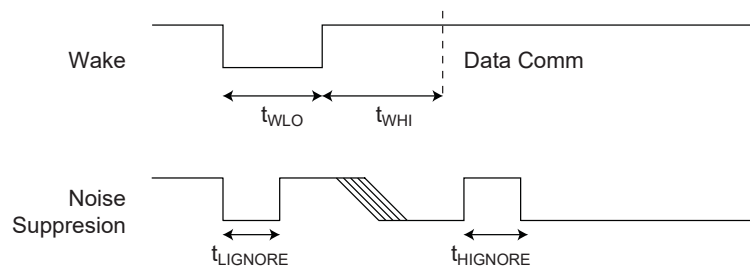 Wake
Data Comm
tWLO
tWHI
Noise
Suppresion
tLIGNORE
tHIGNORE